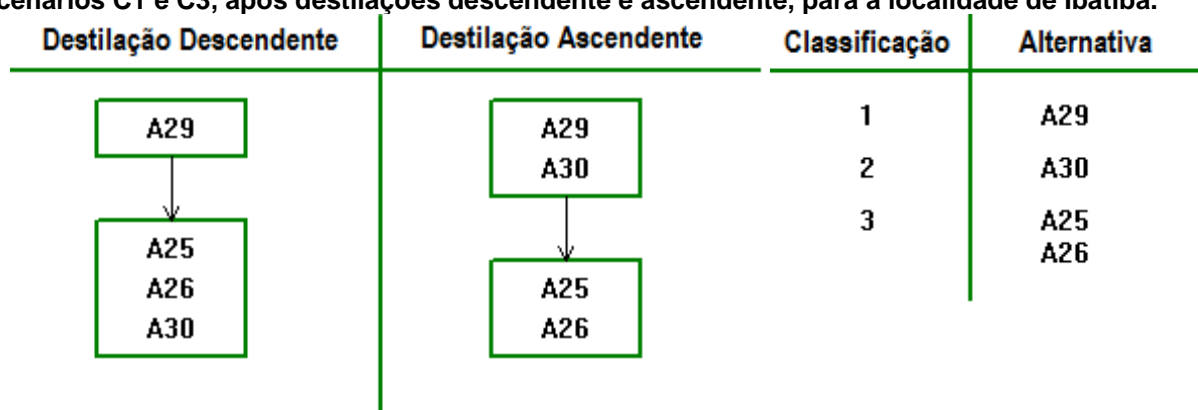 cenários C1 e C3, após destilações descendente e ascendente, para a localidade de Ibatiba.
Destilação Descendente
A29
A25
A26
A30
Destilação Ascendente
A29
A30
A25
A26
Classificação Alternativa
1 A29
2 A30
3 A25
A26